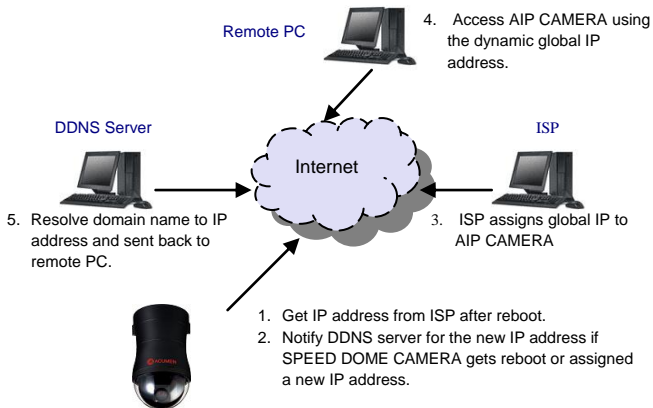 Remote PC
4. Access AIP CAMERA using
the dynamic global IP
address.
DDNS Server
Internet
ISP
5. Resolve domain name to IP
address and sent back to
remote PC.
3. ISP assigns global IP to
AIP CAMERA
1. Get IP address from ISP after reboot.
2. Notify DDNS server for the new IP address if
SPEED DOME CAMERA gets reboot or assigned
a new IP address.
ACUMEN